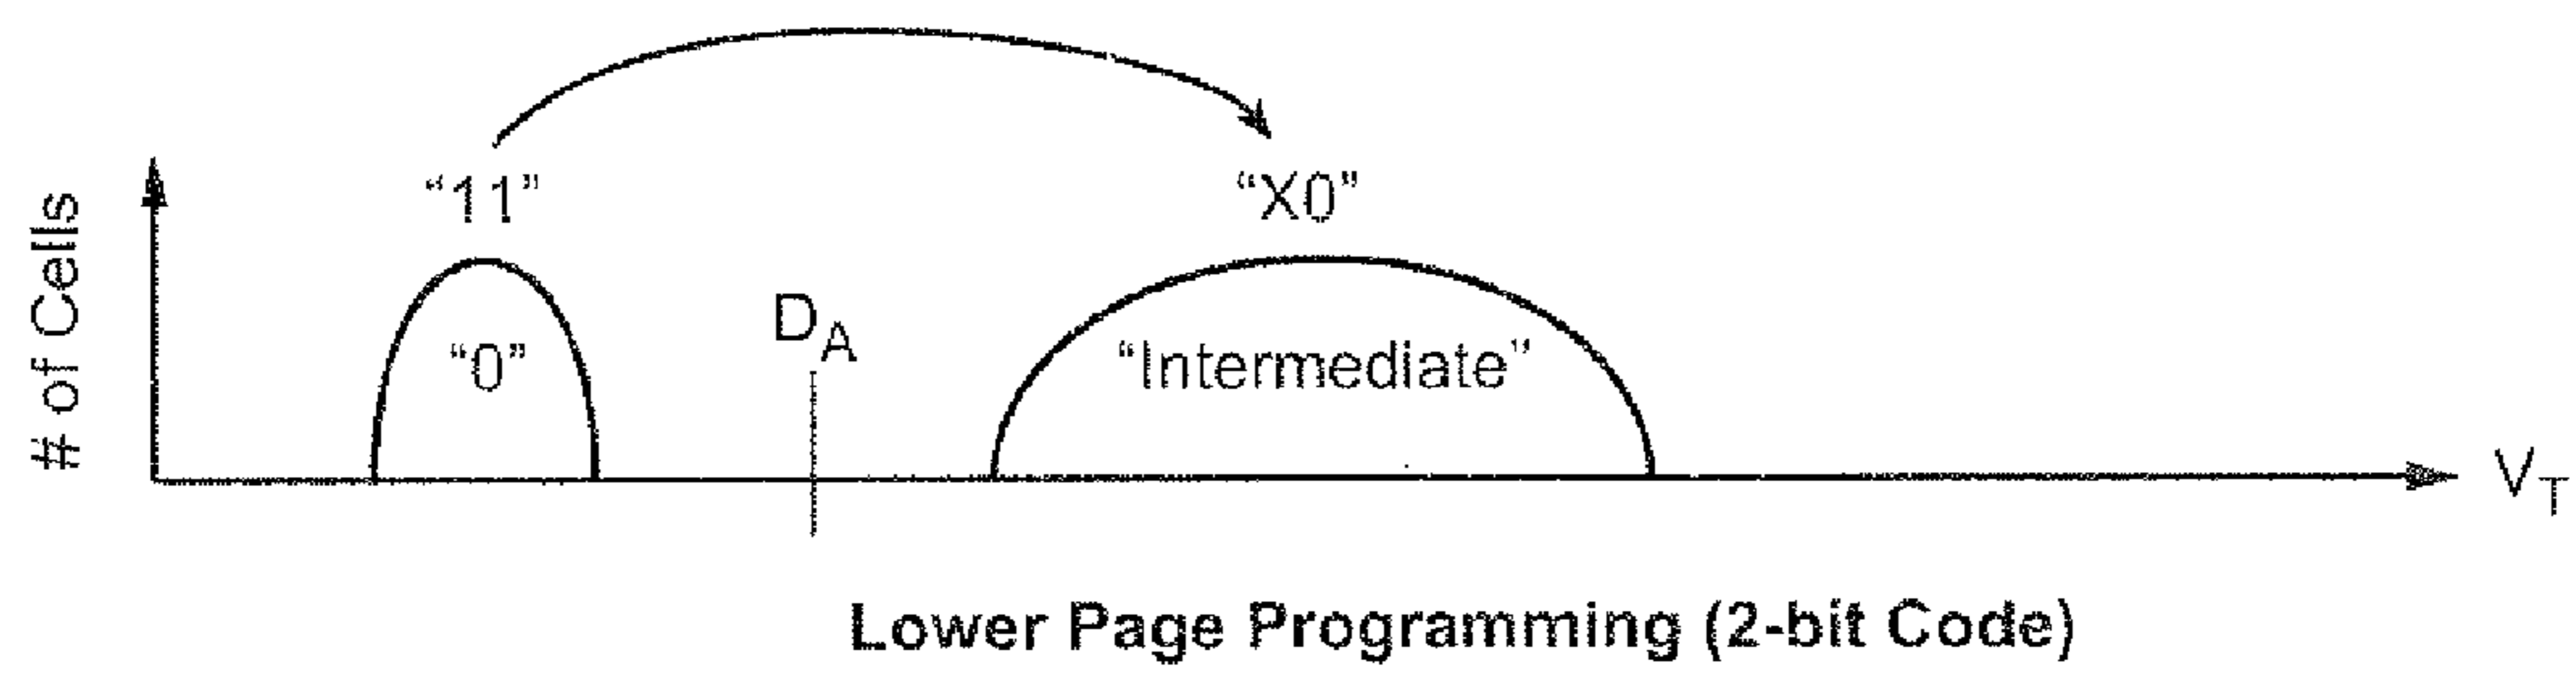 “11”
“X0”
# of Cells
“0”
DA
“Intermediate”
VT
Lower Page Programming (2-bit Code)